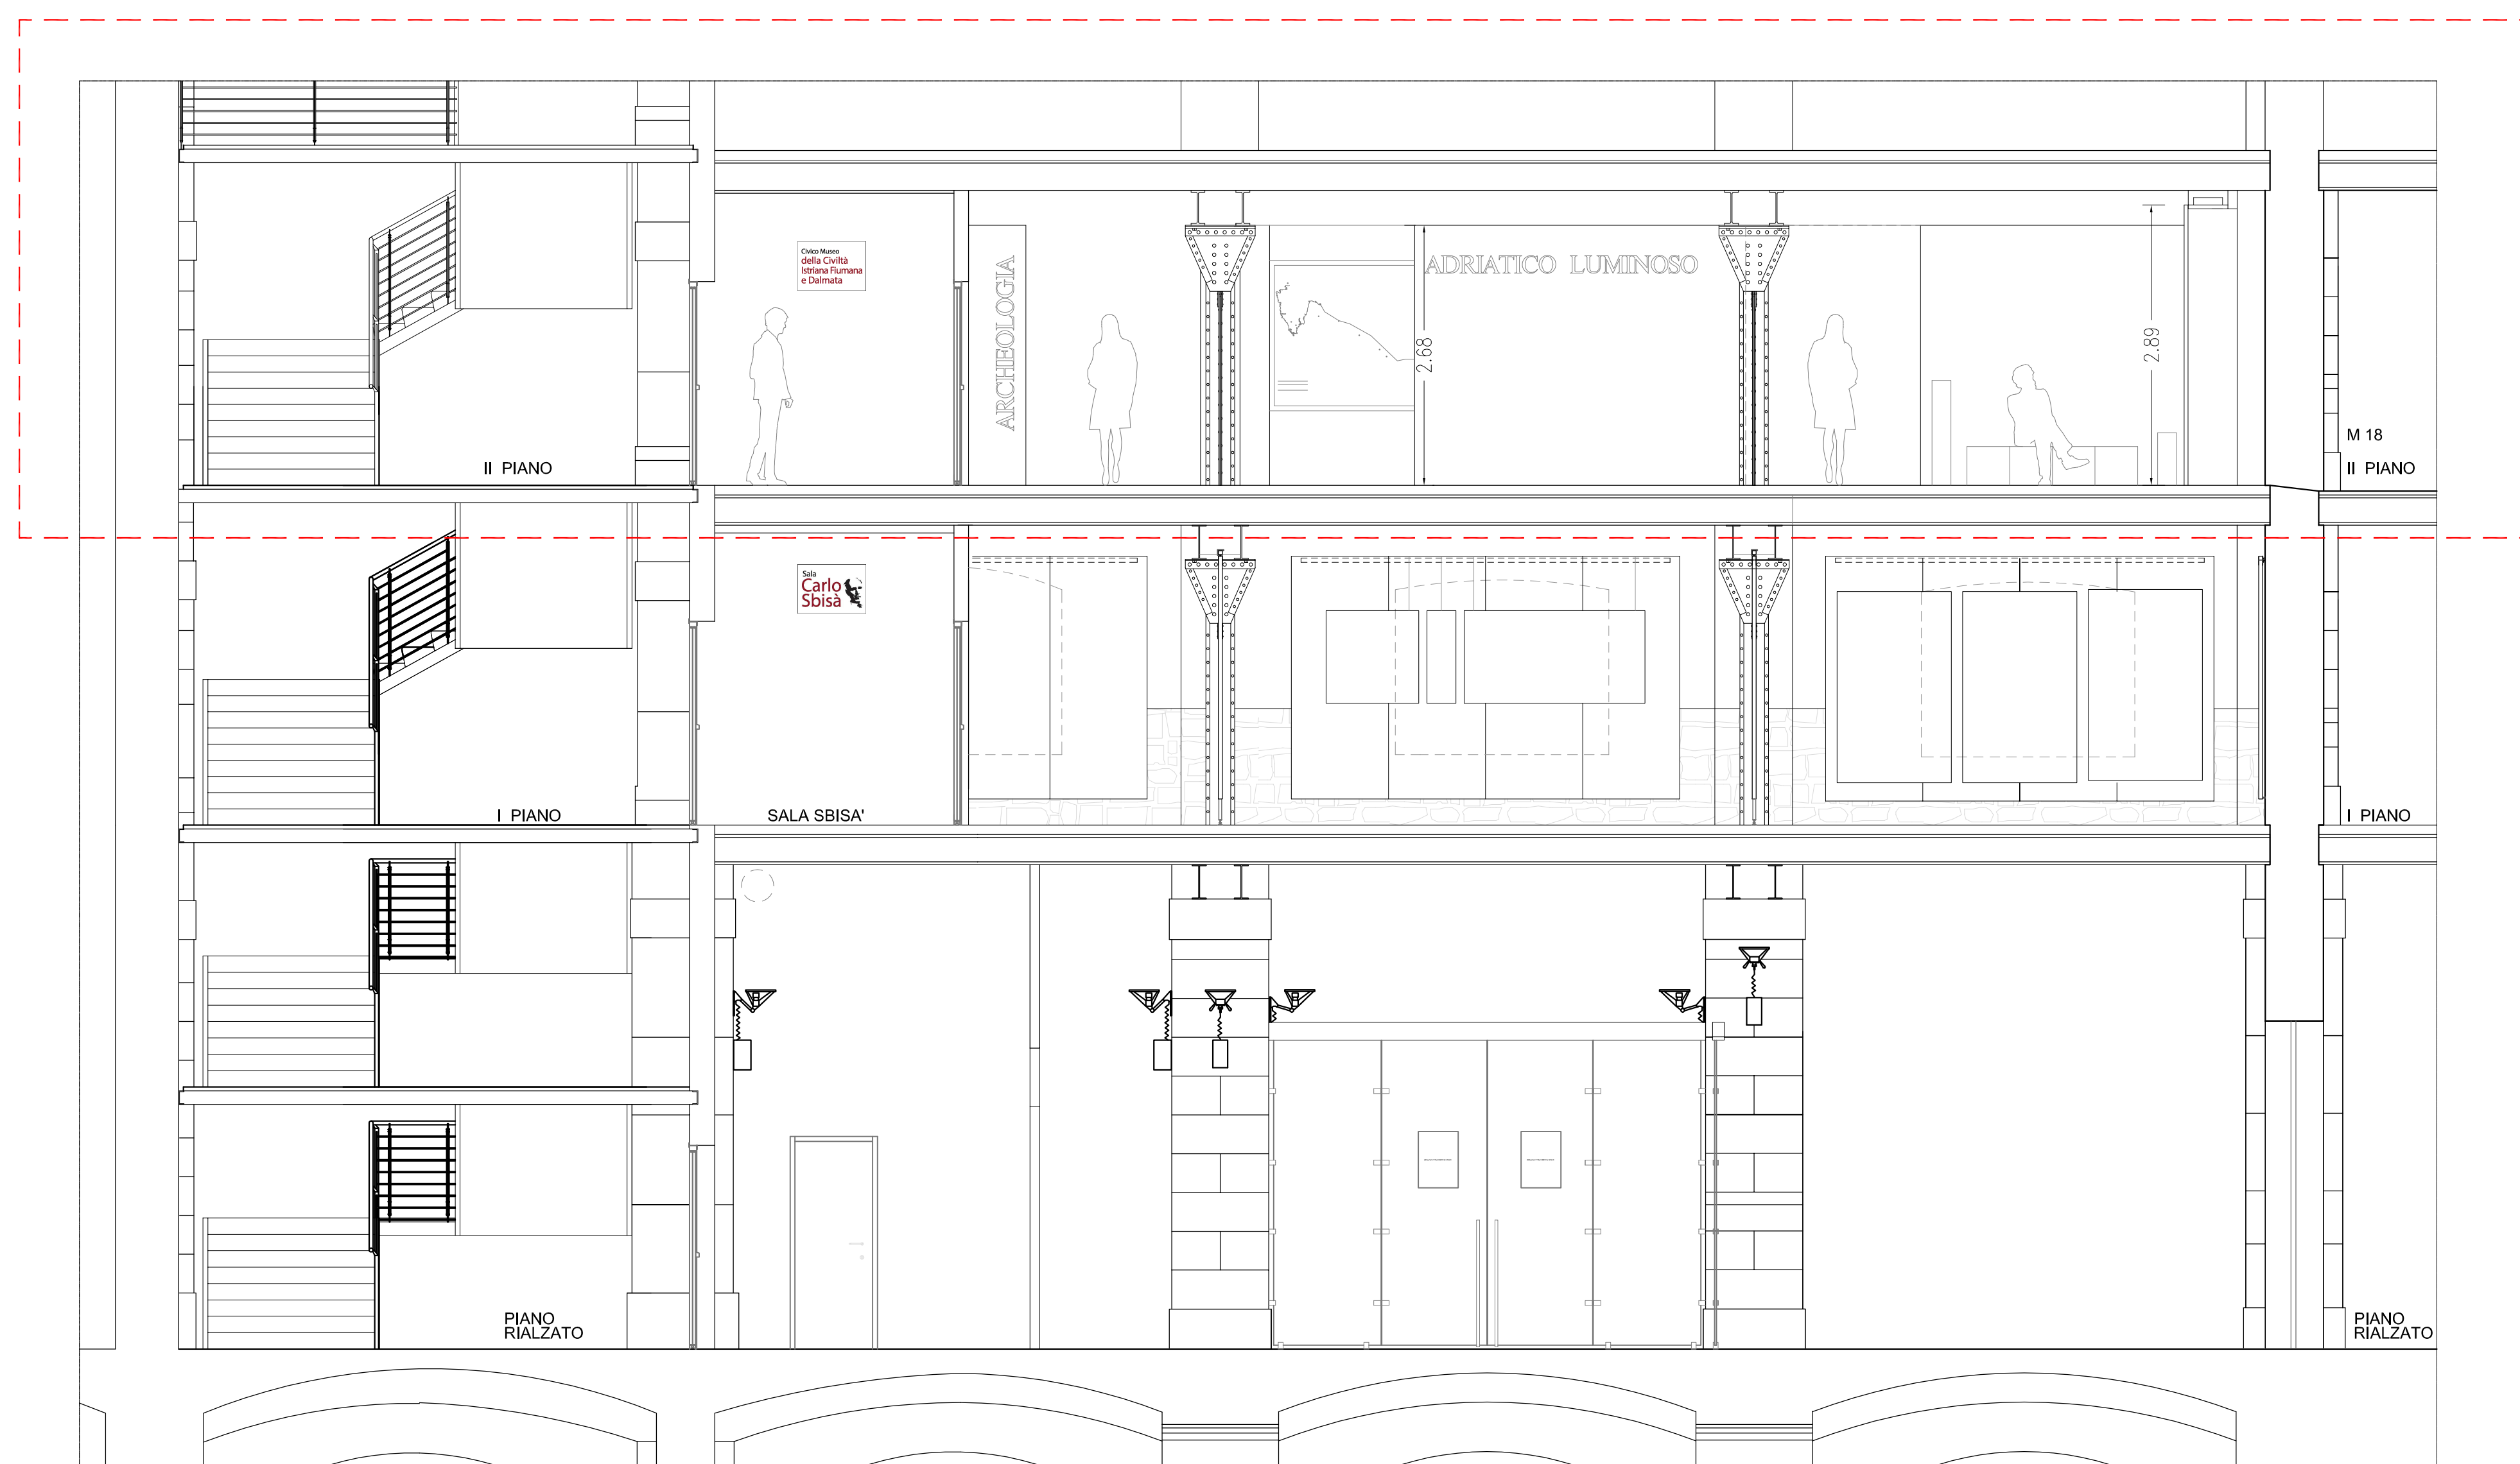 Civico Museo
della Civiltà
Istriana Fiumana
e Dalmata
ARCHEOLOGIA
ADRIATICO LUMINOSO
2.68
2.89
II PIANO
M 18
II PIANO
Sala
Carlo
Sbisà
I PIANO
SALA SBISA'
I PIANO
PIANO
RIALZATO
PIANO
RIALZATO